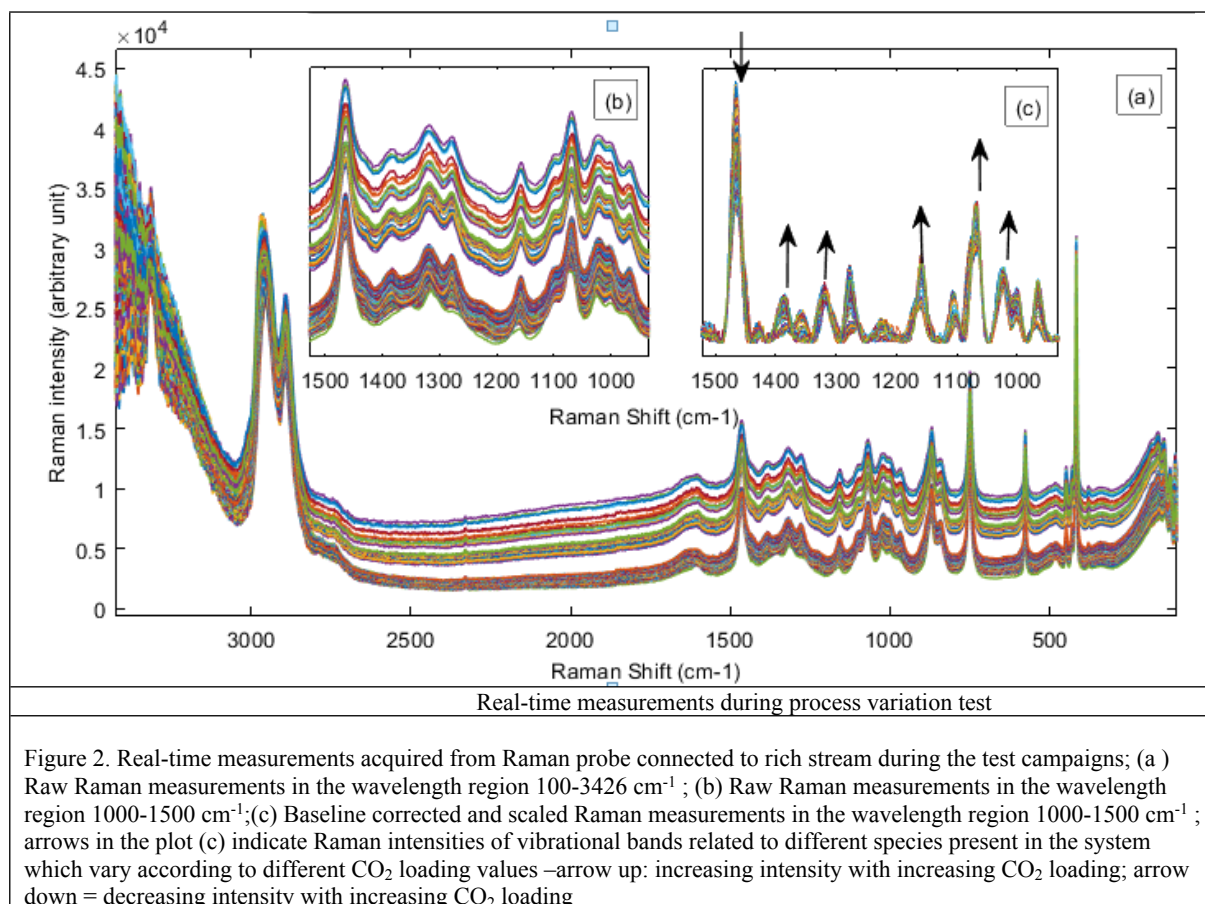 ×10⁴
4.5
4
3.5
3
2.5
2
1.5
1
0.5
0
Raman intensity (arbitrary unit)
(b)
1500 1400 1300 1200 1100 1000
(c)
1500 1400 1300 1200 1100 1000
(a)
Raman Shift (cm-1)
3000 2500 2000 1500 1000 500
Raman Shift (cm-1)
Real-time measurements during process variation test
Figure 2. Real-time measurements acquired from Raman probe connected to rich stream during the test campaigns; (a )
Raw Raman measurements in the wavelength region 100-3426 cm⁻¹ ; (b) Raw Raman measurements in the wavelength
region 1000-1500 cm⁻¹;(c) Baseline corrected and scaled Raman measurements in the wavelength region 1000-1500 cm⁻¹ ;
arrows in the plot (c) indicate Raman intensities of vibrational bands related to different species present in the system
which vary according to different CO₂ loading values –arrow up: increasing intensity with increasing CO₂ loading; arrow
down = decreasing intensity with increasing CO₂ loading